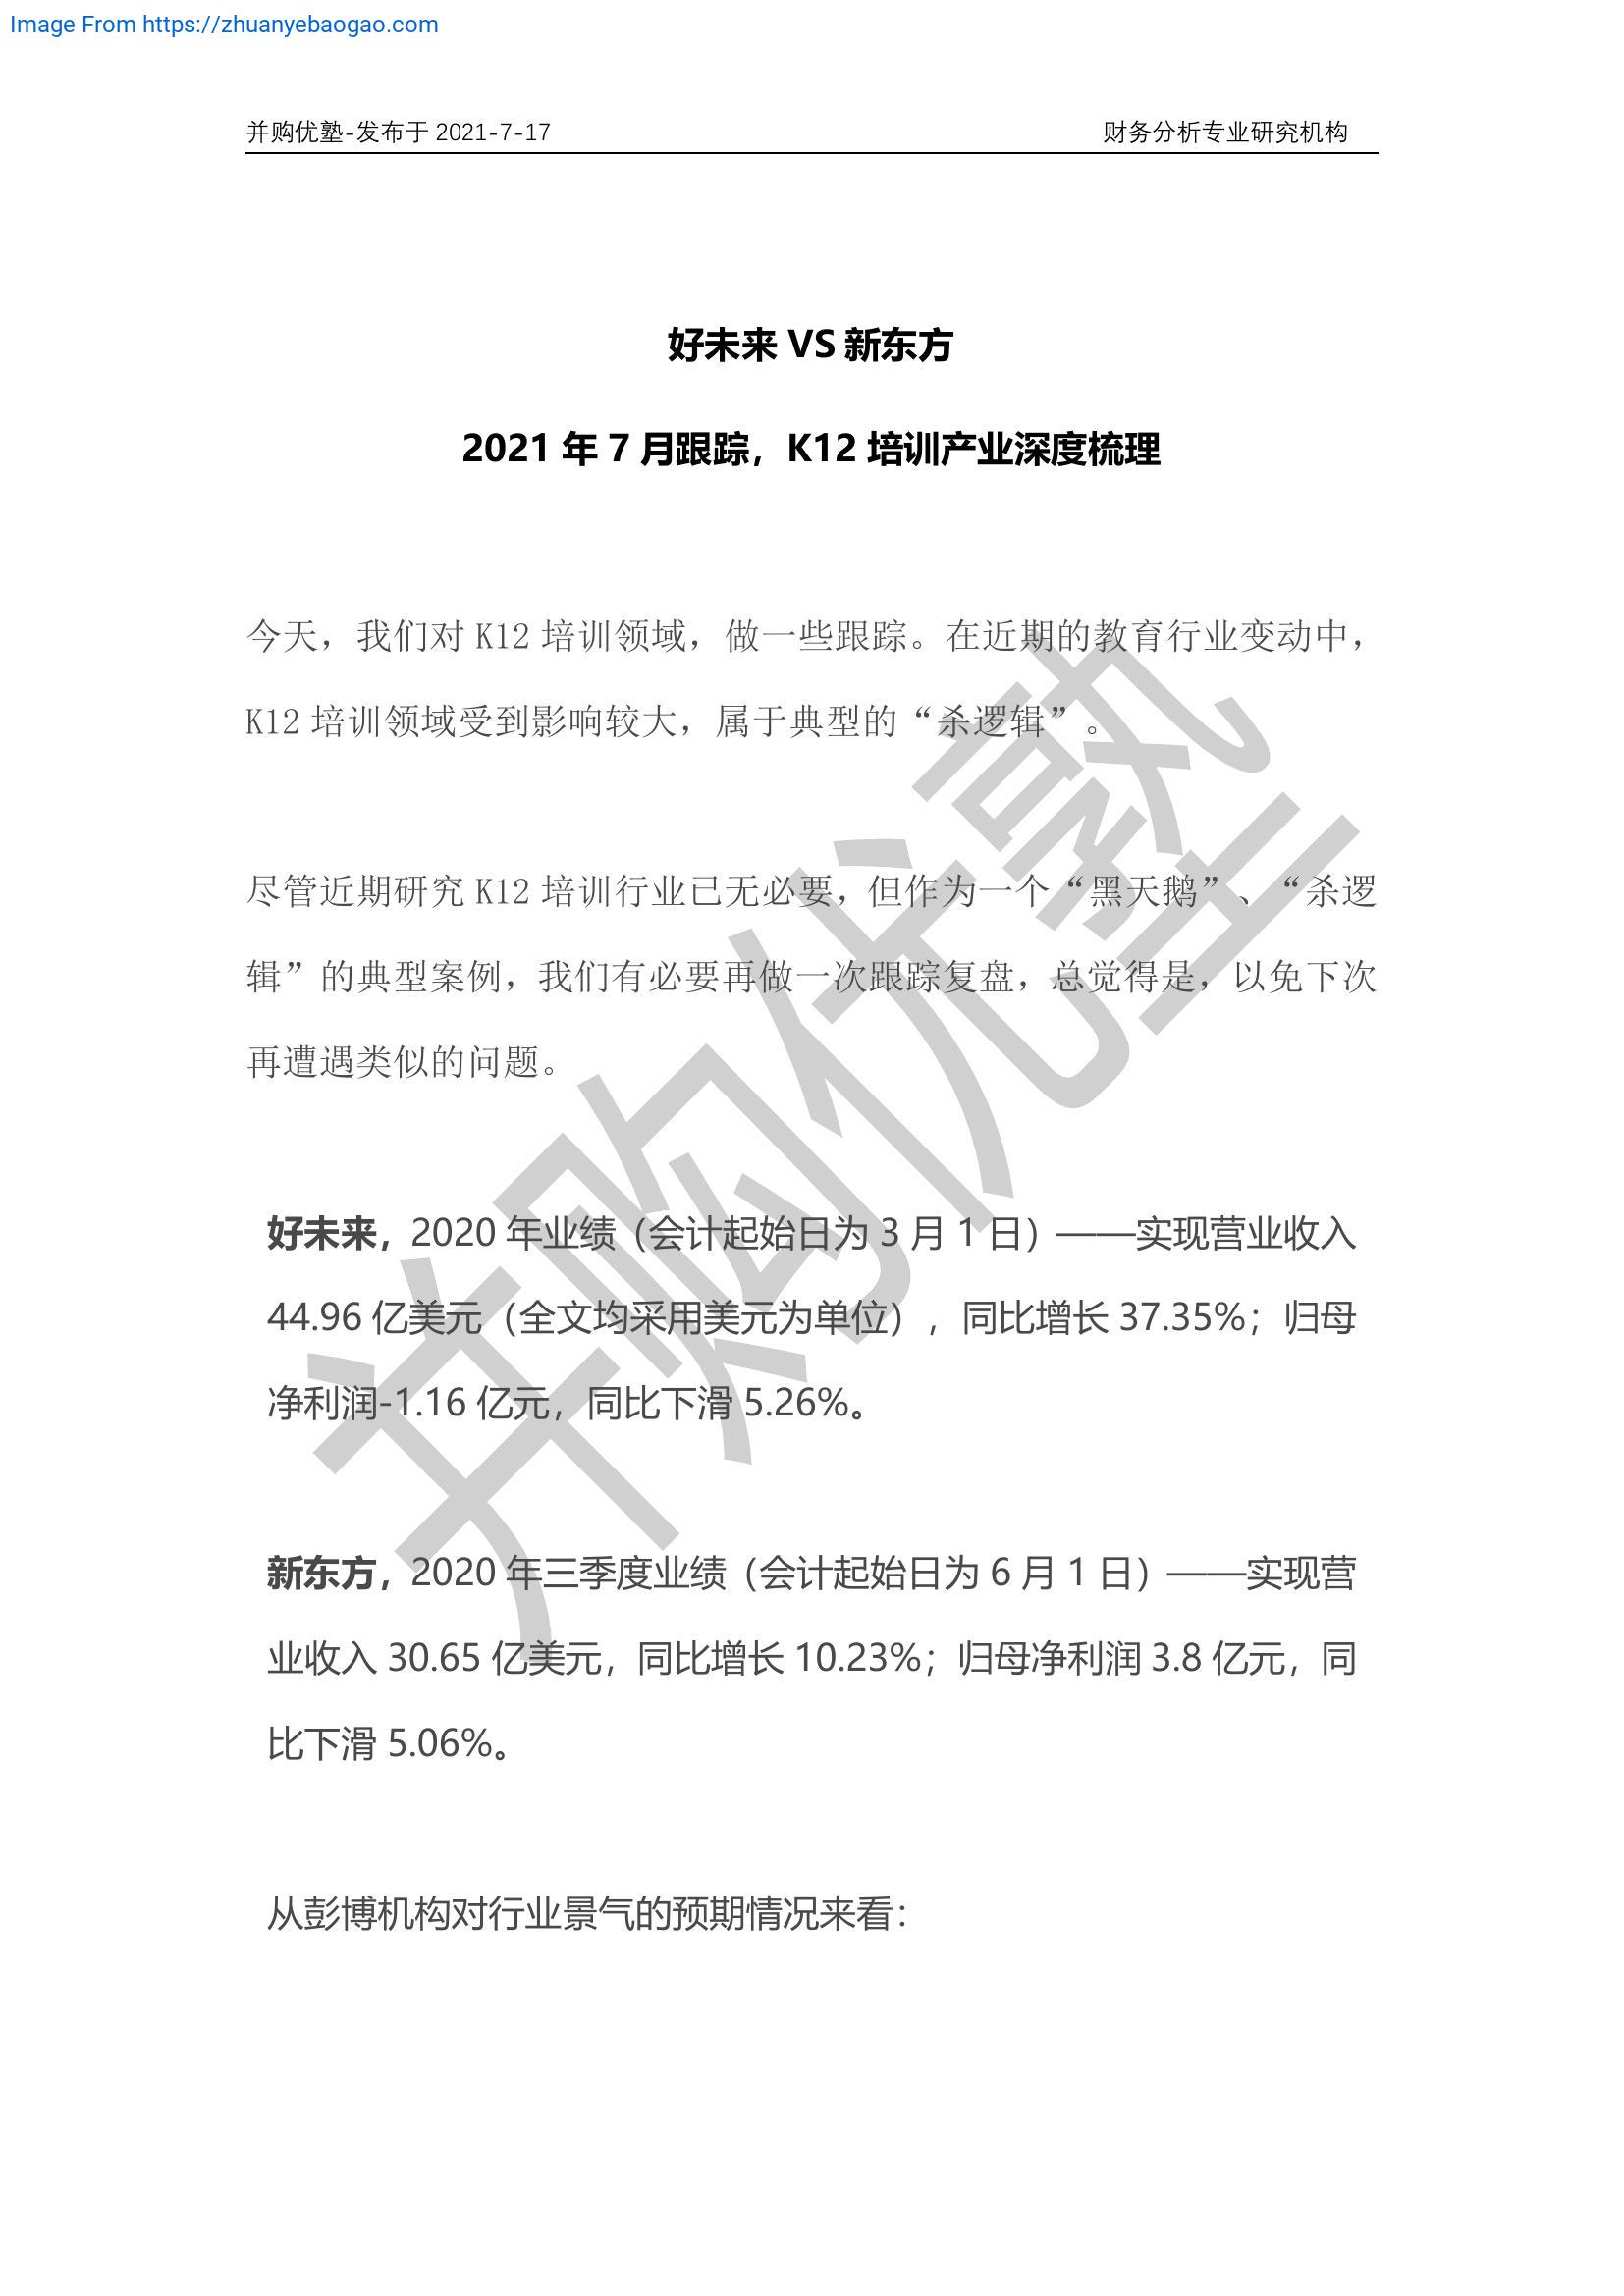 Image From https://zhuanyebaogao.com
并购优塾-发布于 2021-7-17 财务分析专业研究机构
好未来 VS 新东方
2021 年 7 月跟踪，K12 培训产业深度梳理
今天，我们对 K12 培训领域，做一些跟踪。在近期的教育行业变动中，
K12 培训领域受到影响较大，属于典型的“杀逻辑”。
尽管近期研究 K12 培训行业已无必要，但作为一个“黑天鹅”、“杀逻
辑”的典型案例，我们有必要再做一次跟踪复盘，总觉得是，以免下次
再遭遇类似的问题。
好未来，2020 年业绩（会计起始日为 3 月 1 日）——实现营业收入
44.96 亿美元（全文均采用美元为单位），同比增长 37.35%；归母
净利润-1.16 亿元，同比下滑 5.26%。
新东方，2020 年三季度业绩（会计起始日为 6 月 1 日）——实现营
业收入 30.65 亿美元，同比增长 10.23%；归母净利润 3.8 亿元，同
比下滑 5.06%。
从彭博机构对行业景气的预期情况来看：
并购优塾